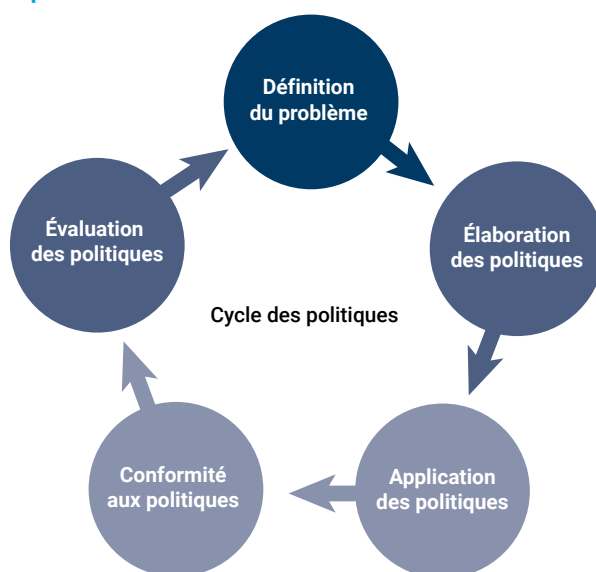 Définition
du problème
Évaluation
des politiques
Élaboration
des politiques
Cycle des politiques
Conformité
aux politiques
Application
des politiques